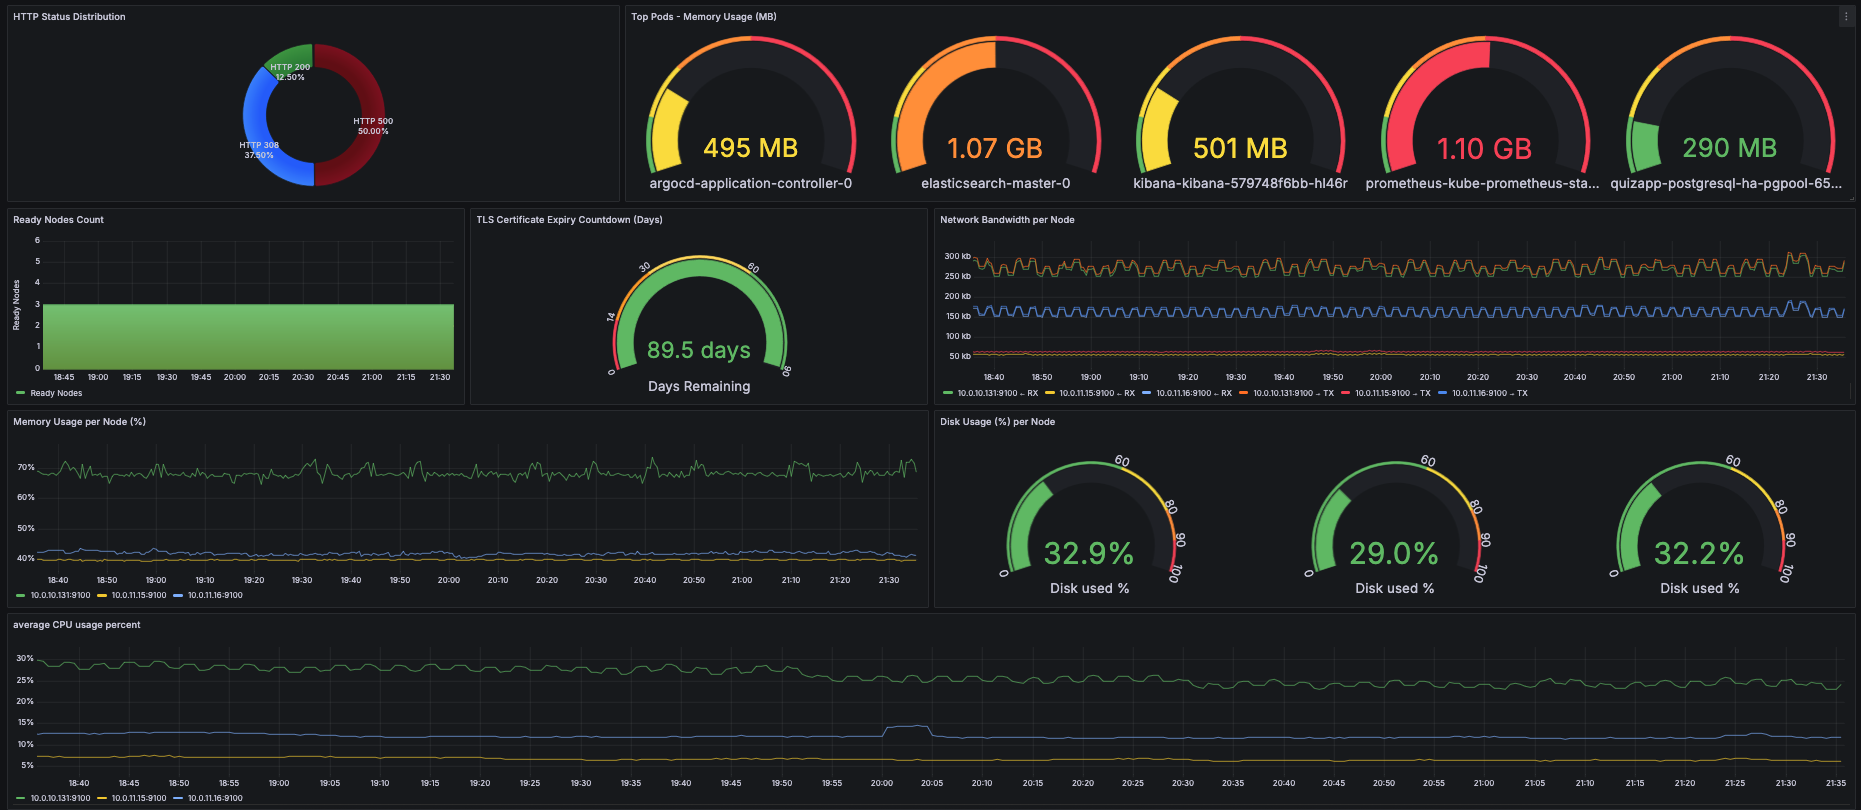 HTTP Status Distribution
HTTP 200
12.50%
HTTP 500
50.00%
HTTP 308
37.50%
Top Pods - Memory Usage (MB)
495 MB
argocd-application-controller-0
1.07 GB
elasticsearch-master-0
501 MB
kibana-kibana-579748f6bb-hl46r
1.10 GB
prometheus-kube-prometheus-sta...
290 MB
quizapp-postgresql-ha-pgpool-65...
Ready Nodes Count
Ready Nodes
6
5
4
3
2
1
0
18:45 19:00 19:15 19:30 19:45 20:00 20:15 20:30 20:45 21:00 21:15 21:30
Ready Nodes
TLS Certificate Expiry Countdown (Days)
0
14
30
60
90
89.5 days
Days Remaining
Network Bandwidth per Node
300 kb
250 kb
200 kb
150 kb
100 kb
50 kb
18:40 18:50 19:00 19:10 19:20 19:30 19:40 19:50 20:00 20:10 20:20 20:30 20:40 20:50 21:00 21:10 21:20 21:30
10.0.10.131:9100 ← RX 10.0.11.15:9100 ← RX 10.0.11.16:9100 ← RX 10.0.10.131:9100 → TX 10.0.11.15:9100 → TX 10.0.11.16:9100 → TX
Memory Usage per Node (%)
70%
60%
50%
40%
18:40 18:50 19:00 19:10 19:20 19:30 19:40 19:50 20:00 20:10 20:20 20:30 20:40 20:50 21:00 21:10 21:20 21:30
10.0.10.131:9100 10.0.11.15:9100 10.0.11.16:9100
Disk Usage (%) per Node
0
60
80
90
100
32.9%
Disk used %
0
60
80
90
100
29.0%
Disk used %
0
60
80
90
100
32.2%
Disk used %
average CPU usage percent
30%
25%
20%
15%
10%
5%
18:40 18:45 18:50 18:55 19:00 19:05 19:10 19:15 19:20 19:25 19:30 19:35 19:40 19:45 19:50 19:55 20:00 20:05 20:10 20:15 20:20 20:25 20:30 20:35 20:40 20:45 20:50 20:55 21:00 21:05 21:10 21:15 21:20 21:25 21:30 21:35
10.0.10.131:9100 10.0.11.15:9100 10.0.11.16:9100